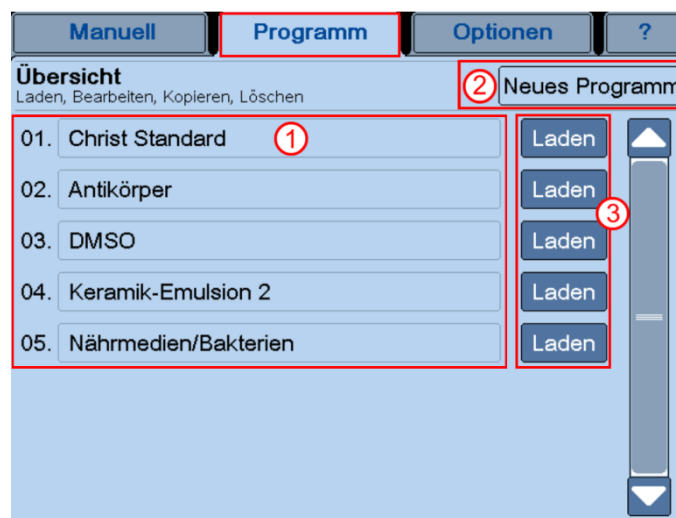 Manuell Programm Optionen ?
Übersicht
Laden, Bearbeiten, Kopieren, Löschen
2 Neues Programm
01. Christ Standard 1 Laden
02. Antikörper Laden
3
03. DMSO Laden
04. Keramik-Emulsion 2 Laden
05. Nährmedien/Bakterien Laden